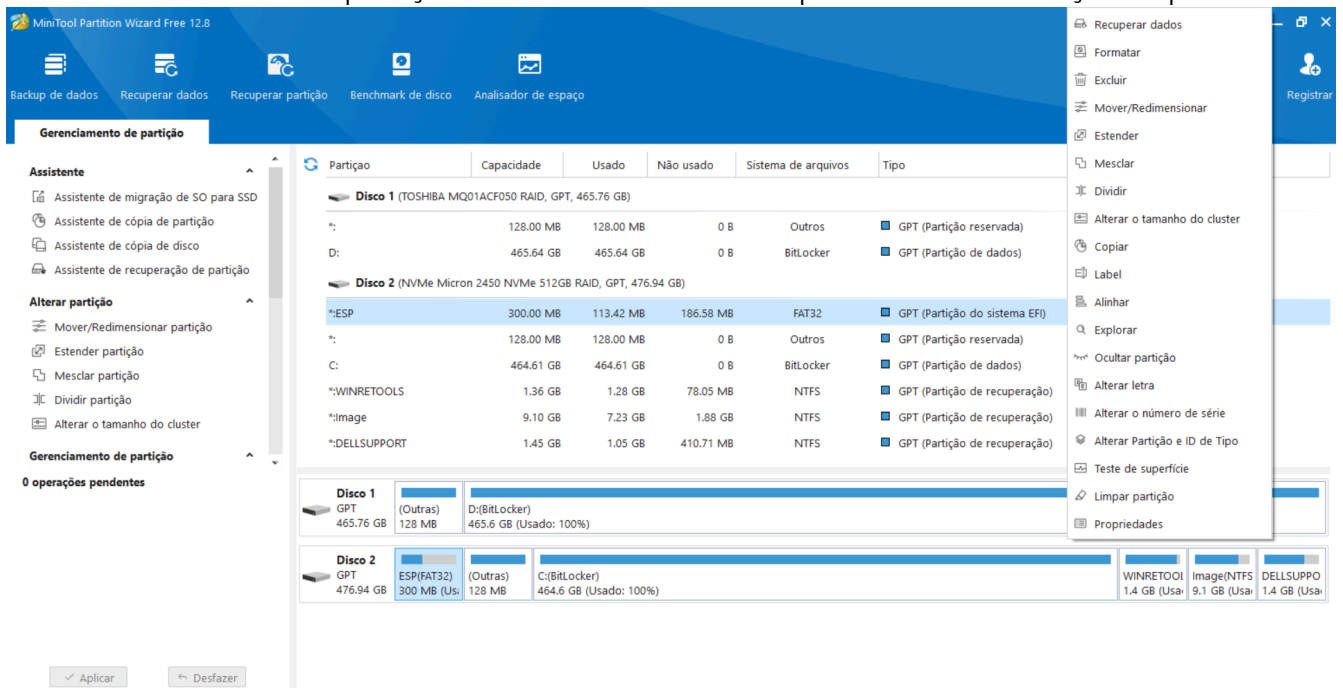 MiniTool Partition Wizard Free 12.8
Backup de dados
Recuperar dados
Recuperar partição
Benchmark de disco
Analisador de espaço
Registrar
Gerenciamento de partição
Assistente
Assistente de migração de SO para SSD
Assistente de cópia de partição
Assistente de cópia de disco
Assistente de recuperação de partição
Alterar partição
Mover/Redimensionar partição
Estender partição
Mesclar partição
Dividir partição
Alterar o tamanho do cluster
Gerenciamento de partição
0 operações pendentes
Aplicar
Desfazer
Partiçao Capacidade Usado Não usado Sistema de arquivos Tipo
Disco 1 (TOSHIBA MQ01ACF050 RAID, GPT, 465.76 GB)
*: 128.00 MB 128.00 MB 0 B Outros GPT (Partição reservada)
D: 465.64 GB 465.64 GB 0 B BitLocker GPT (Partição de dados)
Disco 2 (NVMe Micron 2450 NVMe 512GB RAID, GPT, 476.94 GB)
*:ESP 300.00 MB 113.42 MB 186.58 MB FAT32 GPT (Partição do sistema EFI)
*: 128.00 MB 128.00 MB 0 B Outros GPT (Partição reservada)
C: 464.61 GB 464.61 GB 0 B BitLocker GPT (Partição de dados)
*:WINRETOOLS 1.36 GB 1.28 GB 78.05 MB NTFS GPT (Partição de recuperação)
*:Image 9.10 GB 7.23 GB 1.88 GB NTFS GPT (Partição de recuperação)
*:DELLSUPPORT 1.45 GB 1.05 GB 410.71 MB NTFS GPT (Partição de recuperação)
Disco 1
GPT
465.76 GB
(Outras)
128 MB
D:(BitLocker)
465.6 GB (Usado: 100%)
Disco 2
GPT
476.94 GB
ESP(FAT32)
300 MB (Usa
(Outras)
128 MB
C:(BitLocker)
464.6 GB (Usado: 100%)
WINRETOOL
1.4 GB (Usa
Image(NTFS
9.1 GB (Usa
DELLSUPPO
1.4 GB (Usa
Recuperar dados
Formatar
Excluir
Mover/Redimensionar
Estender
Mesclar
Dividir
Alterar o tamanho do cluster
Copiar
Label
Alinhar
Explorar
Ocultar partição
Alterar letra
Alterar o número de série
Alterar Partição e ID de Tipo
Teste de superfície
Limpar partição
Propriedades